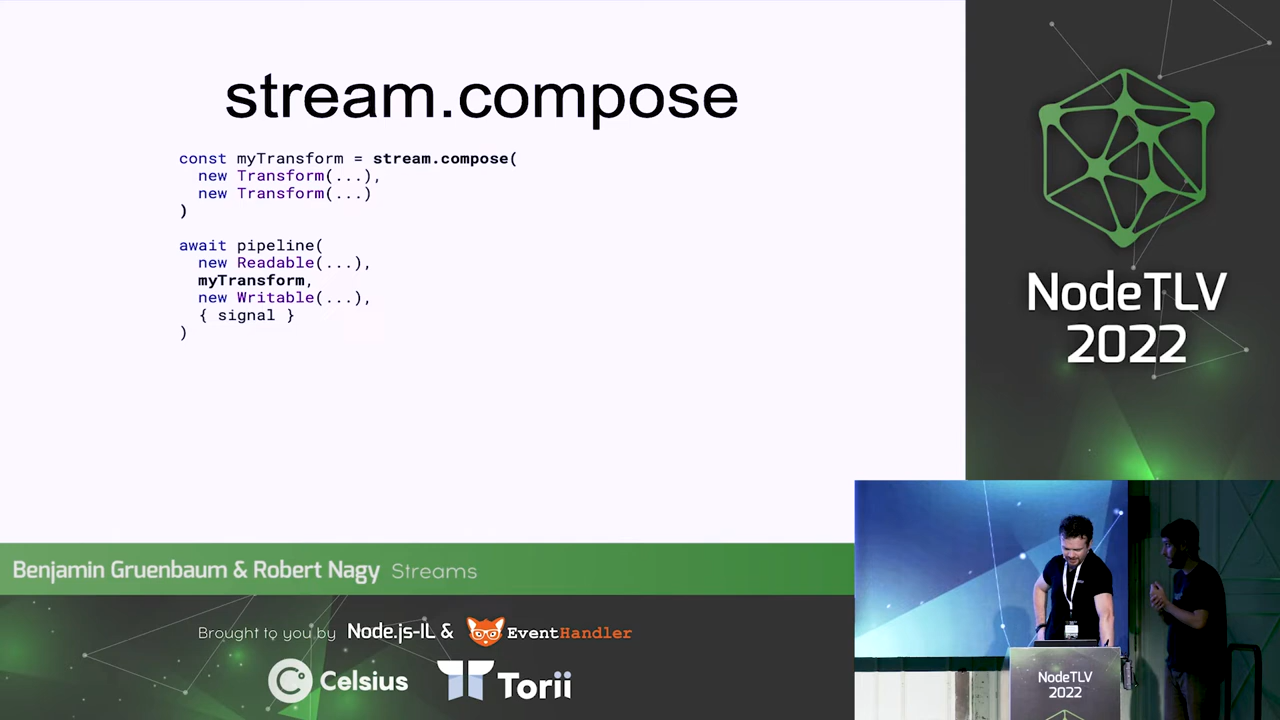 stream.compose
const myTransform = stream.compose(
  new Transform(...),
  new Transform(...)
)
await pipeline(
  new Readable(...),
  myTransform,
  new Writable(...),
  { signal }
)
NodeTLV
2022
Benjamin Gruenbaum & Robert Nagy Streams
Brought to you by Node.js-IL & EventHandler
Celsius Torii
NodeTLV
2022